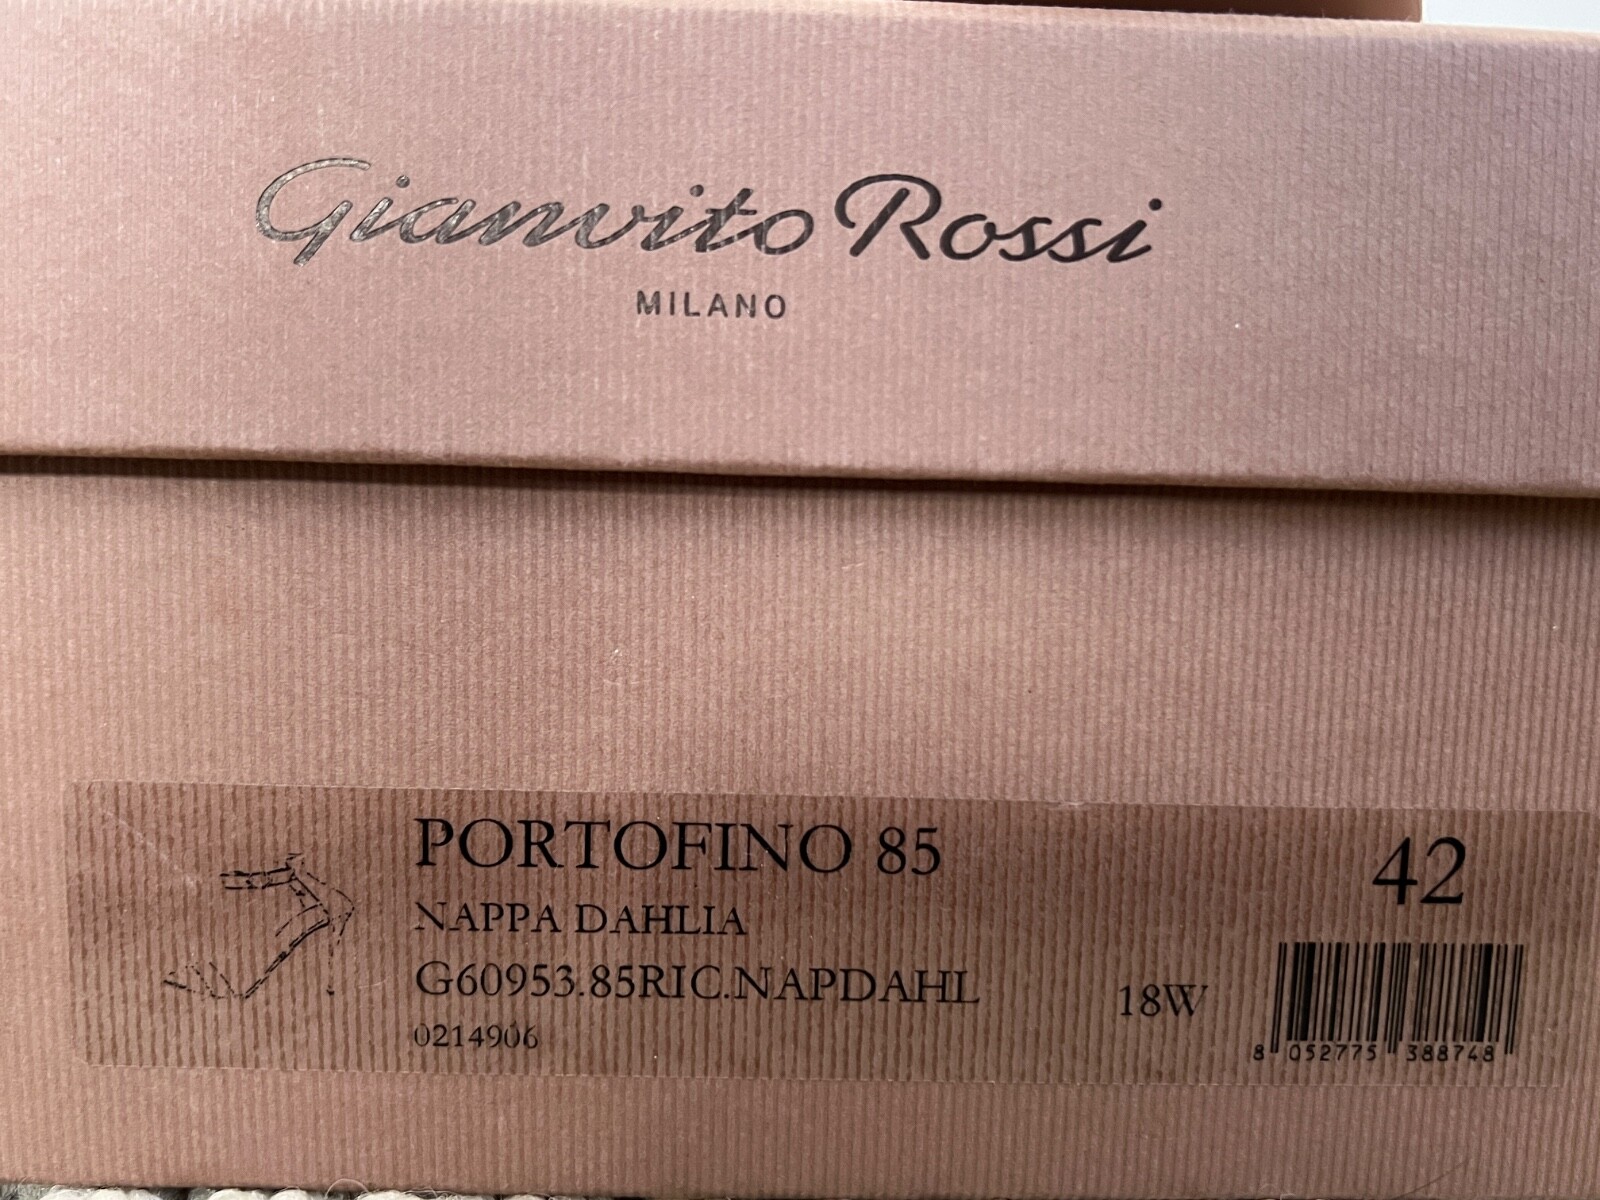 Gianvito Rossi
MILANO
PORTOFINO 85
42
NAPPA DAHLIA
G60953.85RIC.NAPDAHL
18W
0214906
8 052775 388748